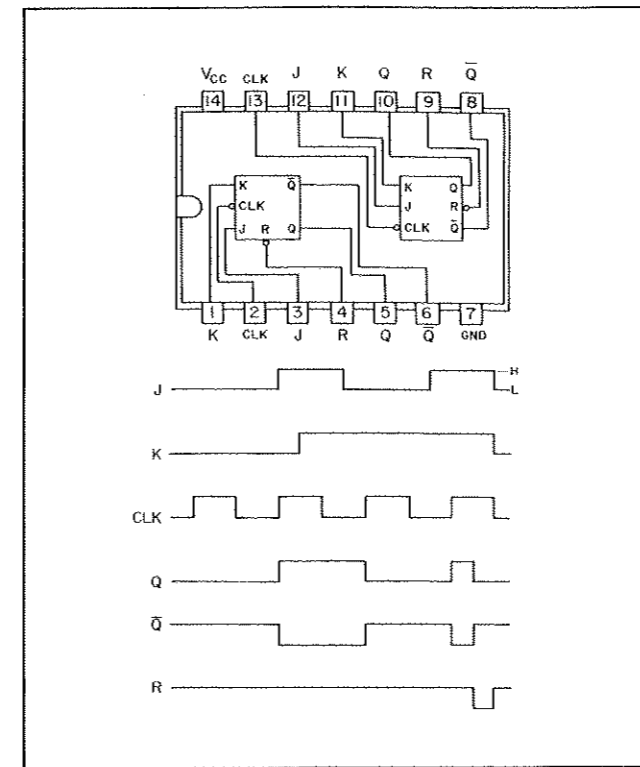 VCC CLK J K Q R Q̅
14 13 12 11 10 9 8
K Q̅ K Q
CLK J R
J R Q CLK Q̅
1 2 3 4 5 6 7
K CLK J R Q Q̅ GND
H
J L
K
CLK
Q
Q̅
R